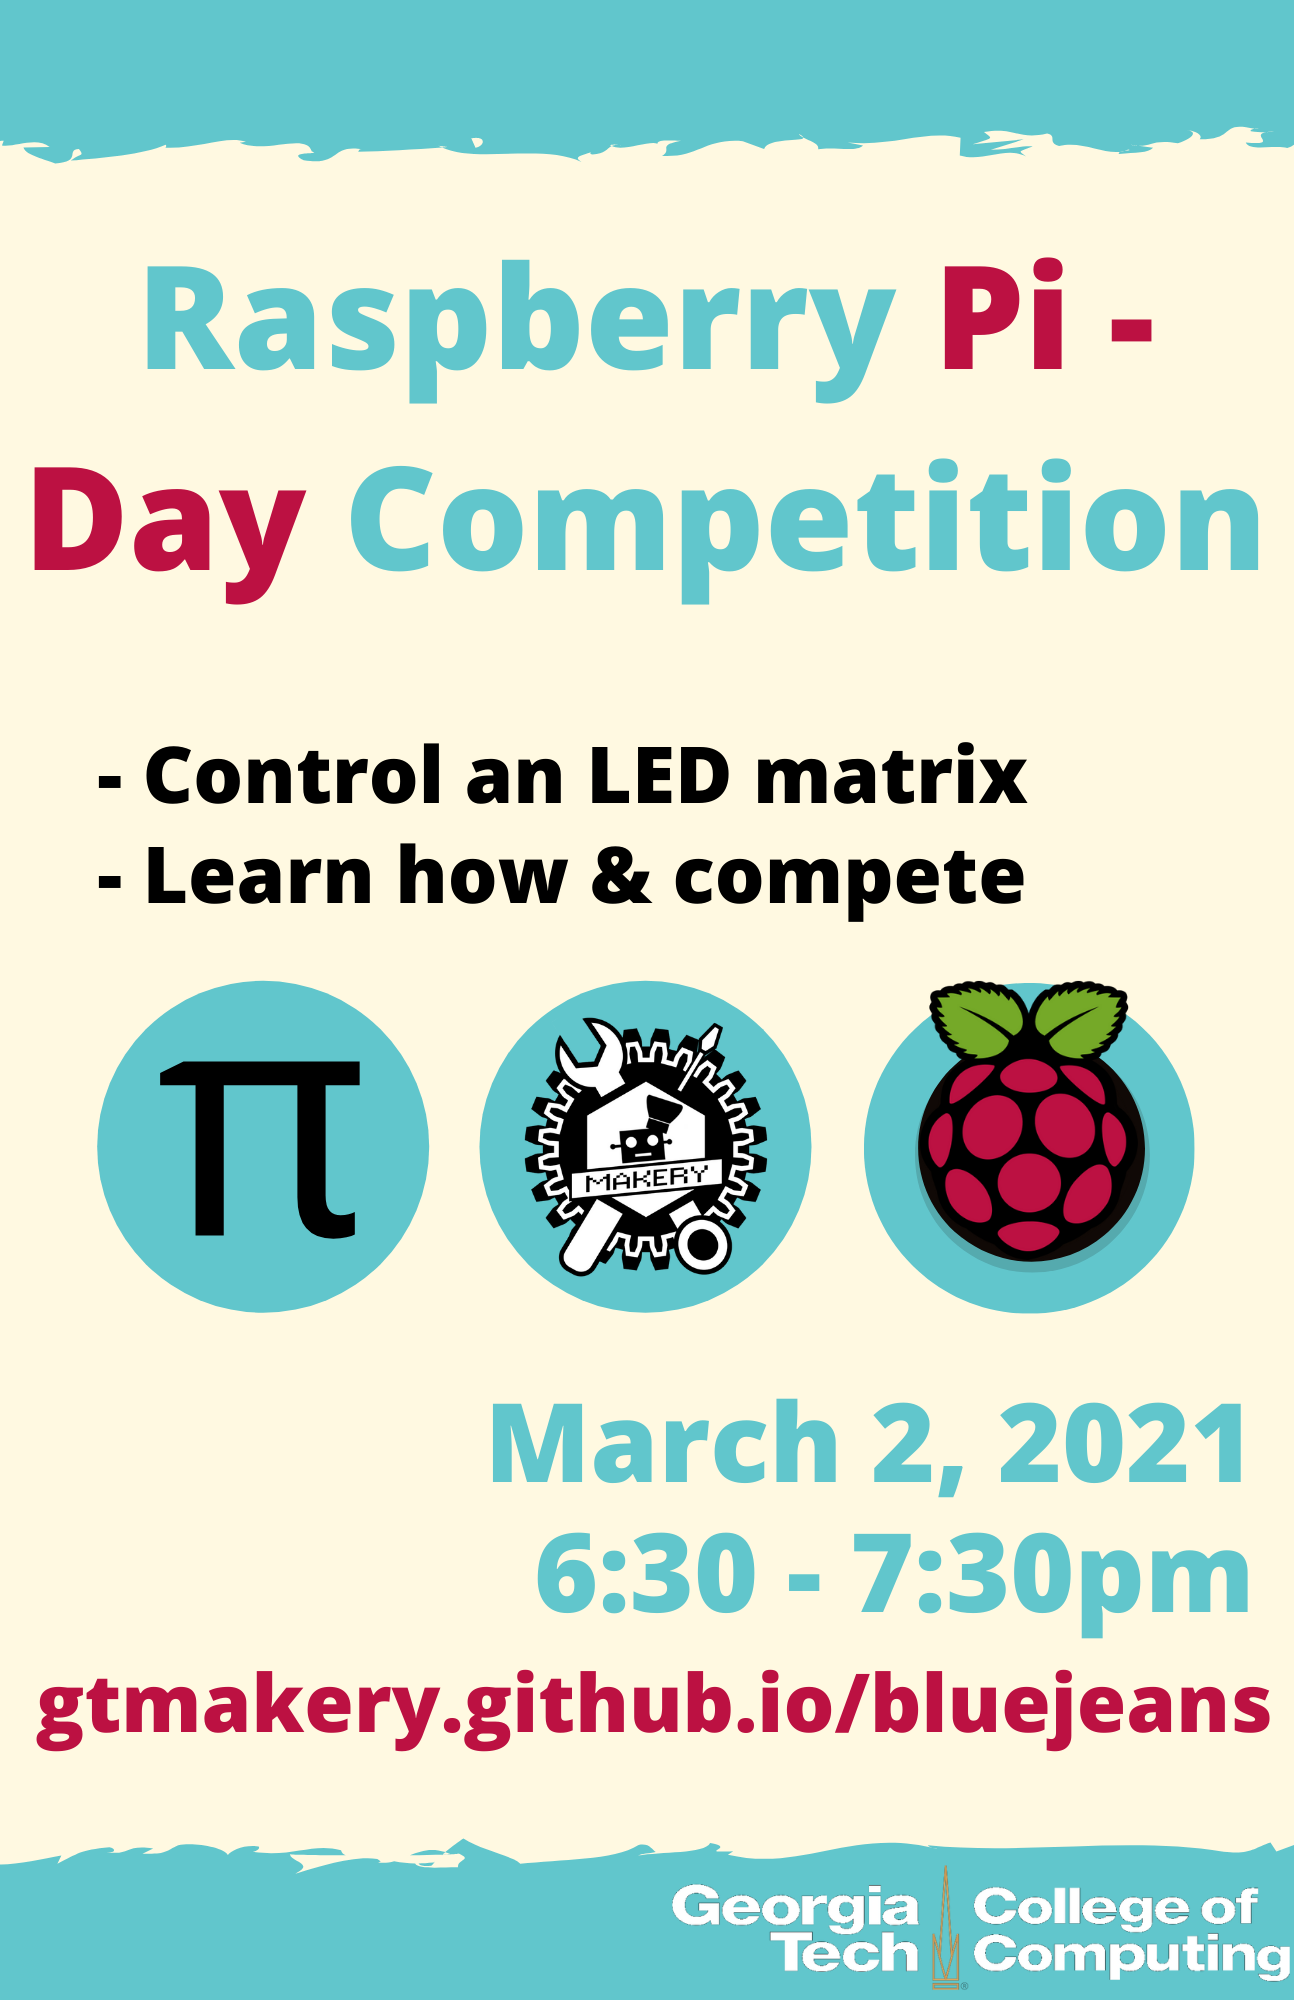 Raspberry Pi -
Day Competition
- Control an LED matrix
- Learn how & compete
π
MAKERY
March 2, 2021
6:30 - 7:30pm
gtmakery.github.io/bluejeans
Georgia Tech
College of Computing
®